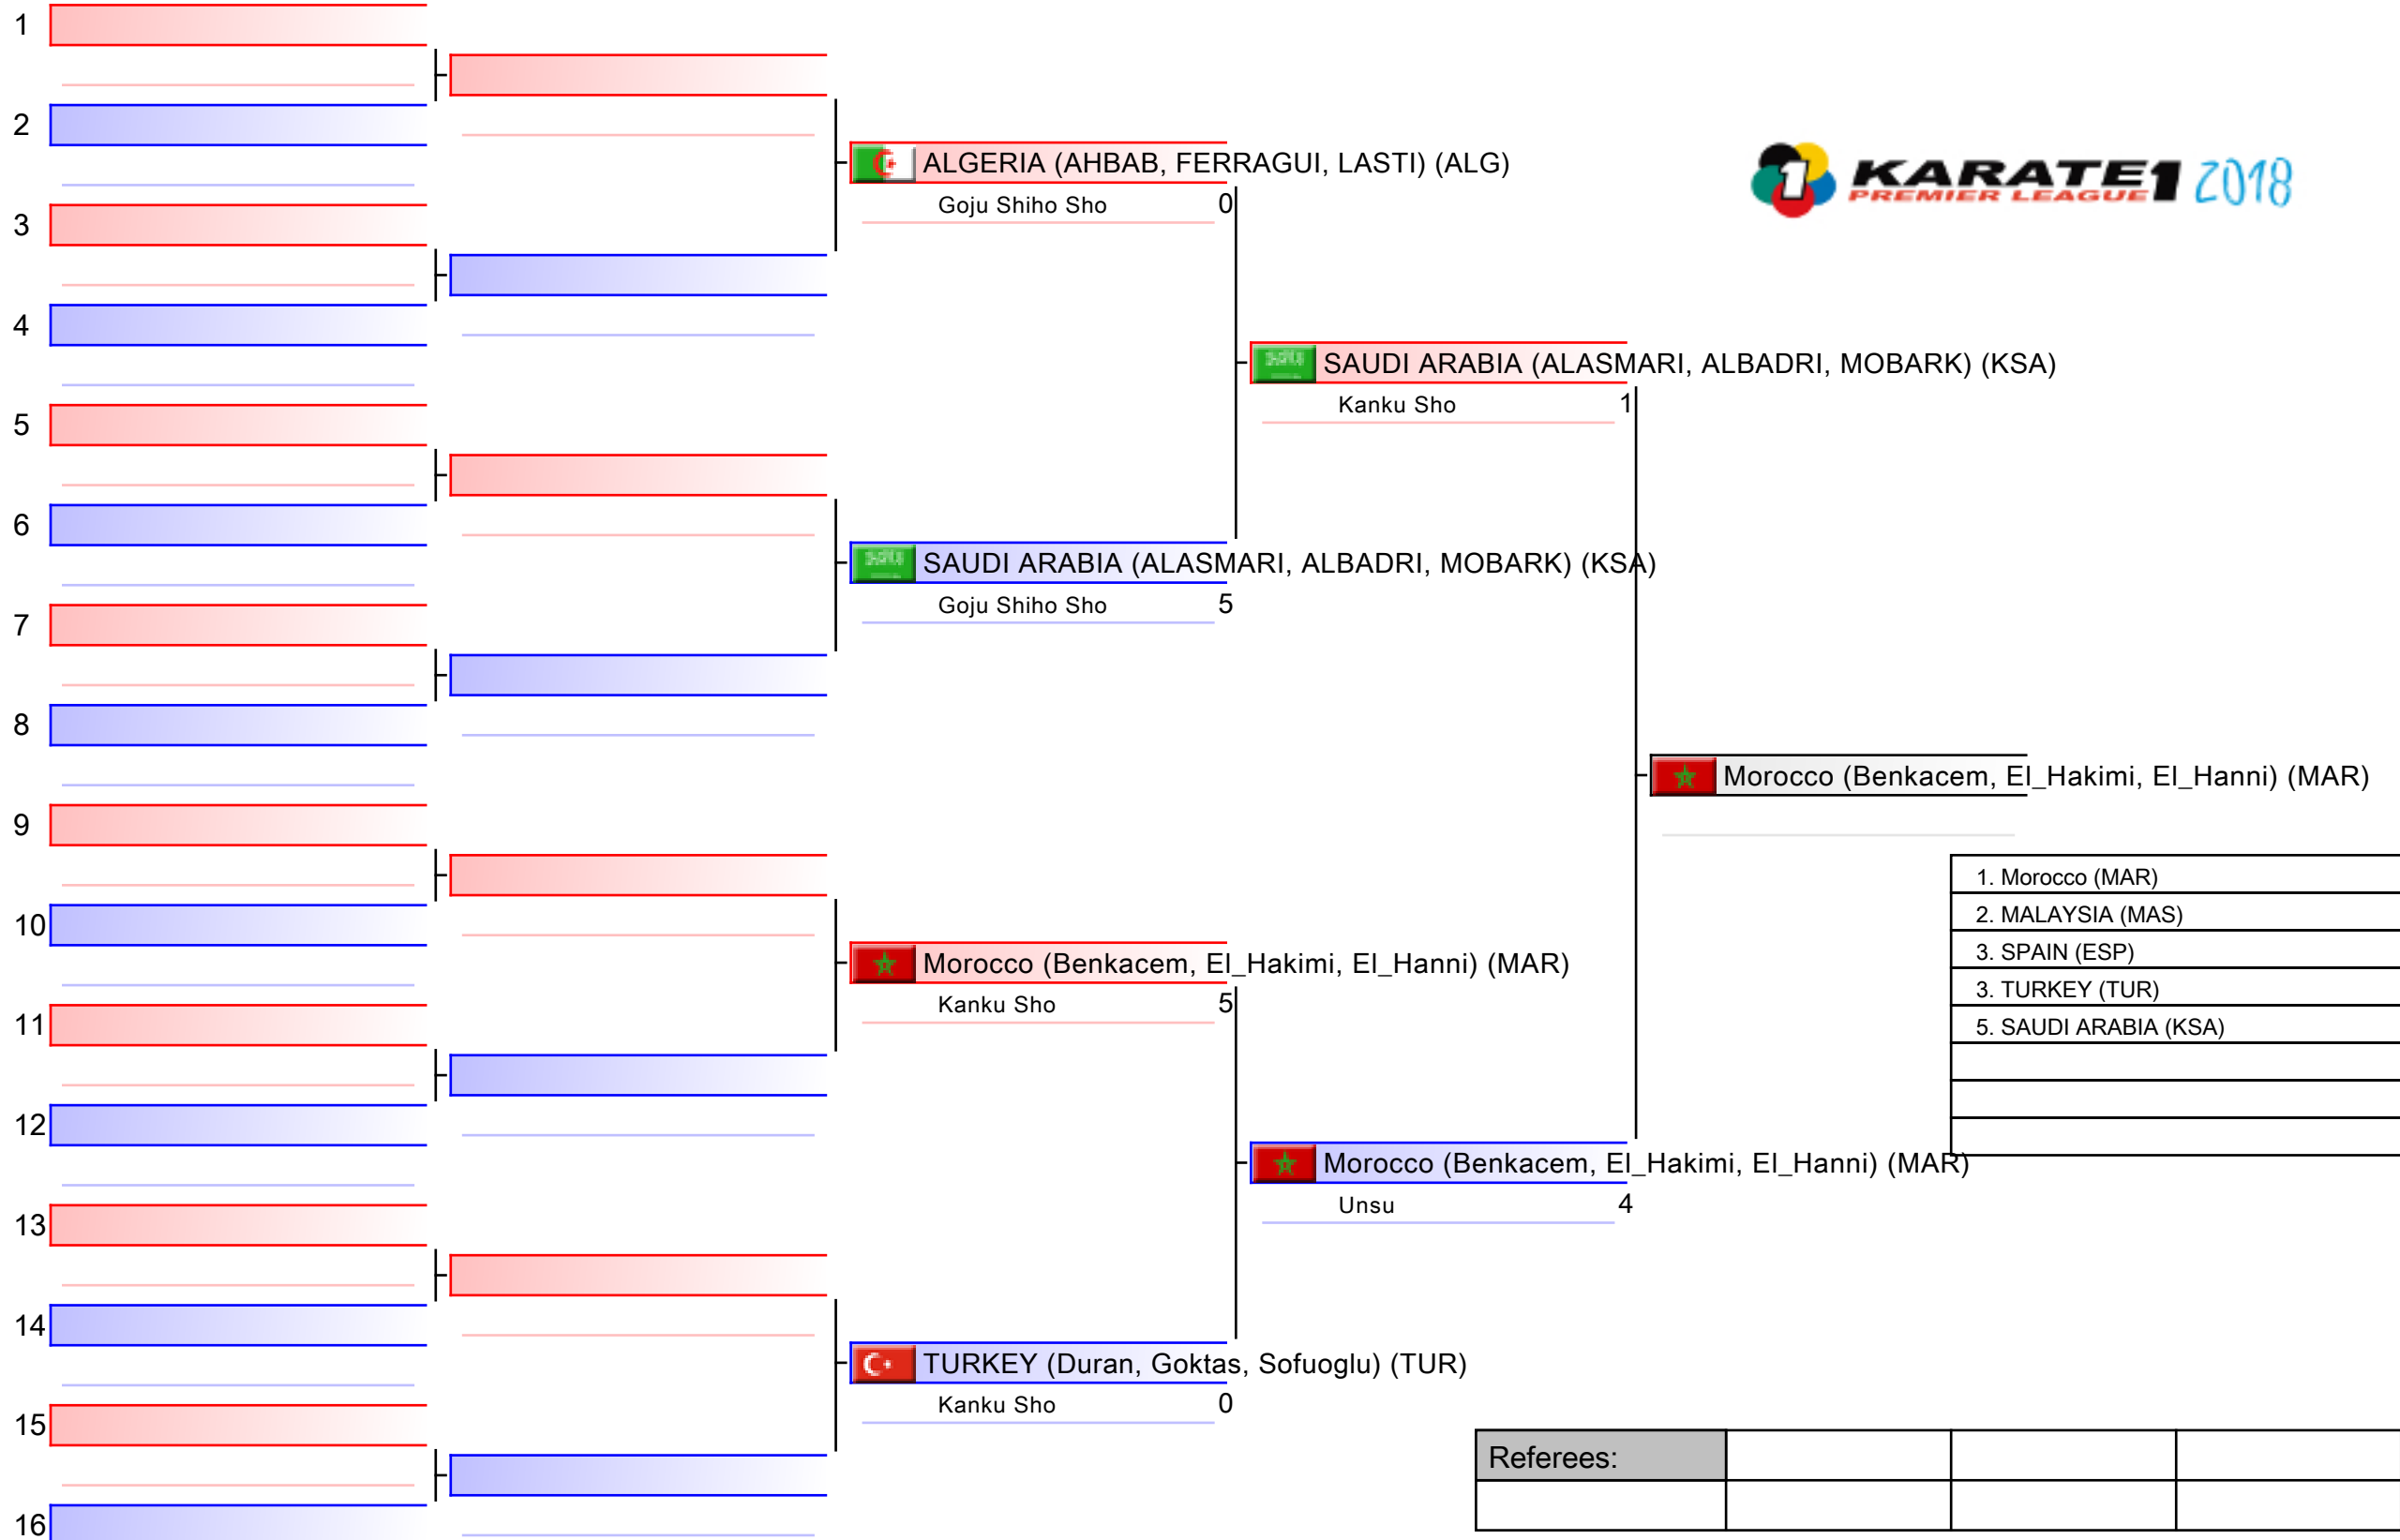 1
2
ALGERIA (AHBAB, FERRAGUI, LASTI) (ALG)
Goju Shiho Sho 0
1 KARATE1 2018
PREMIER LEAGUE
3
4
SAUDI ARABIA (ALASMARI, ALBADRI, MOBARK) (KSA)
Kanku Sho 1
5
6
SAUDI ARABIA (ALASMARI, ALBADRI, MOBARK) (KSA)
Goju Shiho Sho 5
7
8
Morocco (Benkacem, El_Hakimi, El_Hanni) (MAR)
9
1. Morocco (MAR)
2. MALAYSIA (MAS)
3. SPAIN (ESP)
3. TURKEY (TUR)
5. SAUDI ARABIA (KSA)
10
Morocco (Benkacem, El_Hakimi, El_Hanni) (MAR)
Kanku Sho 5
11
12
Morocco (Benkacem, El_Hakimi, El_Hanni) (MAR)
Unsu 4
13
14
TURKEY (Duran, Goktas, Sofuoglu) (TUR)
Kanku Sho 0
15
Referees:
16